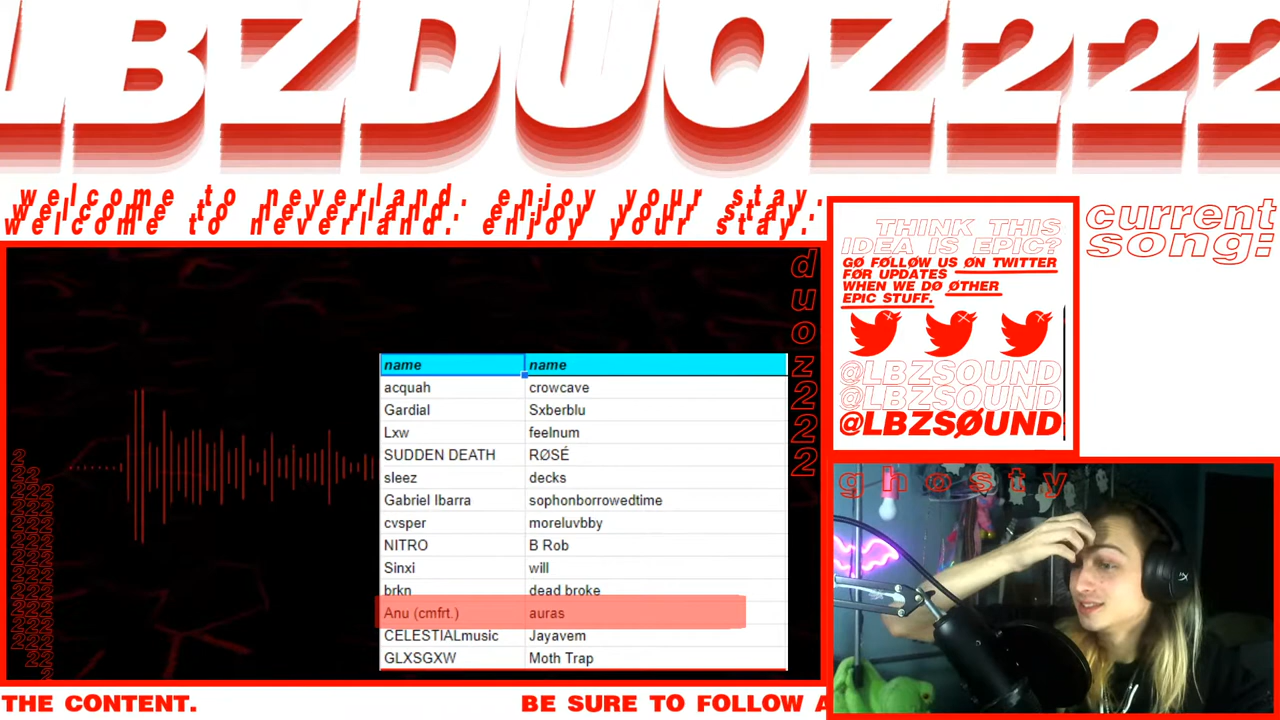 LBZDUOZ222
welcome to neverland. enjoy your stay.
welcome to neverland. enjoy your stay.
THINK THIS
IDEA IS EPIC?
GØ FØLLØW US ØN TWITTER
FØR UPDATES
WHEN WE DØ ØTHER
EPIC STUFF.
@LBZSOUND
@LBZSOUND
@LBZSØUND
current
song:
duoz222
name name
acquah crowcave
Gardial Sxberblu
Lxw feelnum
SUDDEN DEATH RØSÉ
sleez decks
Gabriel Ibarra sophonborrowedtime
cvsper moreluvbby
NITRO B Rob
Sinxi will
brkn dead broke
Anu (cmfrt.) auras
CELESTIALmusic Jayavem
GLXSGXW Moth Trap
ghosty
THE CONTENT. BE SURE TO FOLLOW A